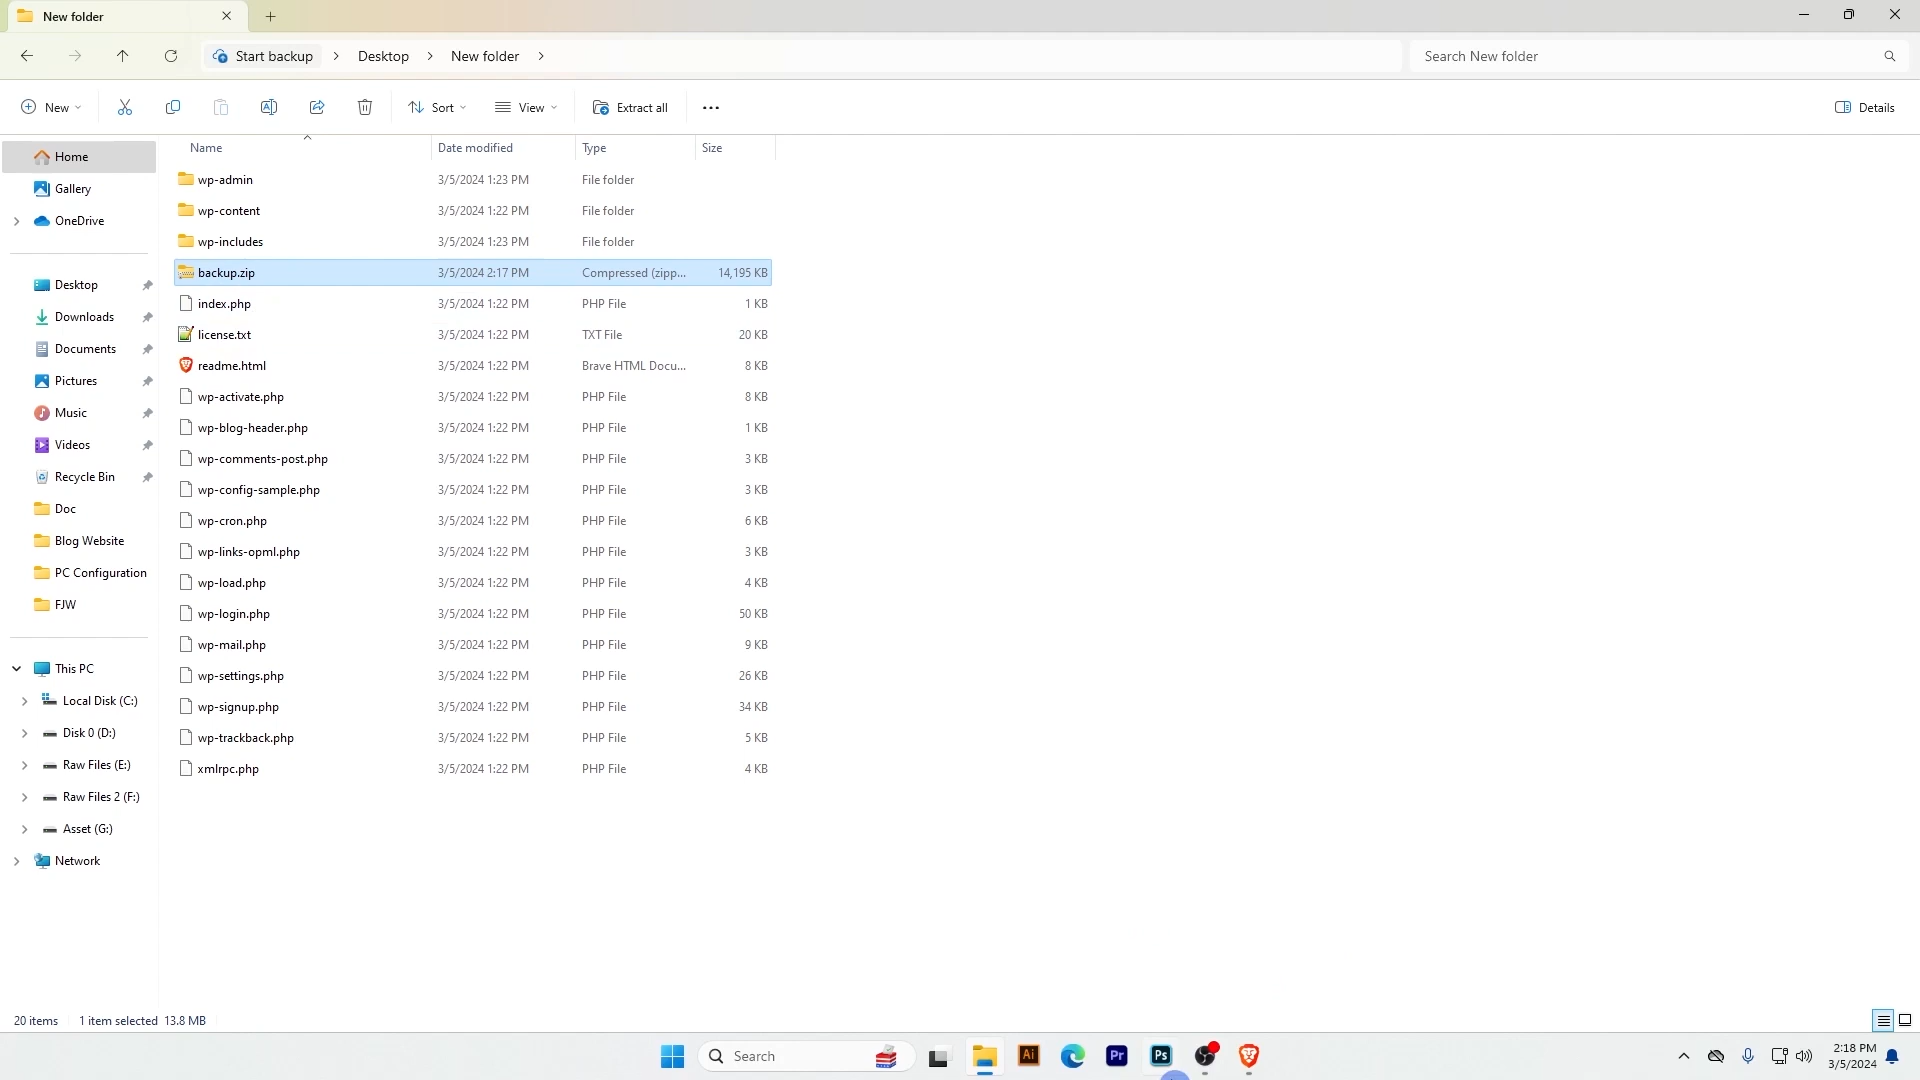 New folder
Start backup
Desktop
New folder
Search New folder
New
Sort
View
Extract all
Details
Name Date modified Type Size
Home
Gallery
OneDrive
Desktop
Downloads
Documents
Pictures
Music
Videos
Recycle Bin
Doc
Blog Website
PC Configuration
FJW
This PC
Local Disk (C:)
Disk 0 (D:)
Raw Files (E:)
Raw Files 2 (F:)
Asset (G:)
Network
wp-admin 3/5/2024 1:23 PM File folder
wp-content 3/5/2024 1:22 PM File folder
wp-includes 3/5/2024 1:23 PM File folder
backup.zip 3/5/2024 2:17 PM Compressed (zipp... 14,195 KB
index.php 3/5/2024 1:22 PM PHP File 1 KB
license.txt 3/5/2024 1:22 PM TXT File 20 KB
readme.html 3/5/2024 1:22 PM Brave HTML Docu... 8 KB
wp-activate.php 3/5/2024 1:22 PM PHP File 8 KB
wp-blog-header.php 3/5/2024 1:22 PM PHP File 1 KB
wp-comments-post.php 3/5/2024 1:22 PM PHP File 3 KB
wp-config-sample.php 3/5/2024 1:22 PM PHP File 3 KB
wp-cron.php 3/5/2024 1:22 PM PHP File 6 KB
wp-links-opml.php 3/5/2024 1:22 PM PHP File 3 KB
wp-load.php 3/5/2024 1:22 PM PHP File 4 KB
wp-login.php 3/5/2024 1:22 PM PHP File 50 KB
wp-mail.php 3/5/2024 1:22 PM PHP File 9 KB
wp-settings.php 3/5/2024 1:22 PM PHP File 26 KB
wp-signup.php 3/5/2024 1:22 PM PHP File 34 KB
wp-trackback.php 3/5/2024 1:22 PM PHP File 5 KB
xmlrpc.php 3/5/2024 1:22 PM PHP File 4 KB
20 items 1 item selected 13.8 MB
Search
Ai
Pr
Ps
2:18 PM
3/5/2024